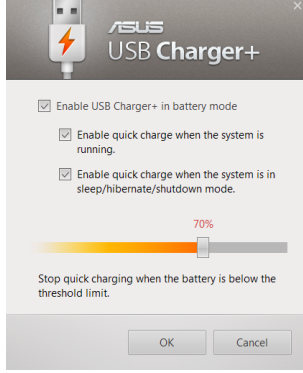 ASUS
USB Charger+
Enable USB Charger+ in battery mode
Enable quick charge when the system is
running.
Enable quick charge when the system is in
sleep/hibernate/shutdown mode.
70%
Stop quick charging when the battery is below the
threshold limit.
OK
Cancel